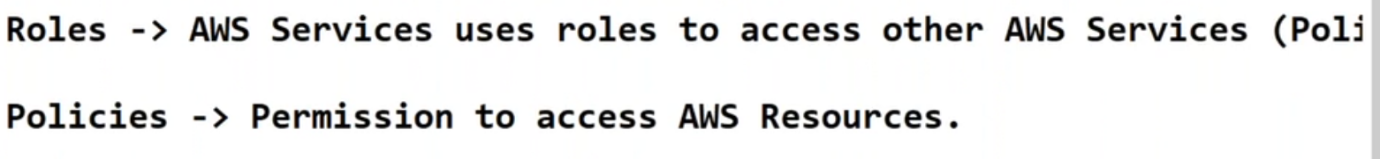 Roles -> AWS Services uses roles to access other AWS Services (Poli
Policies -> Permission to access AWS Resources.